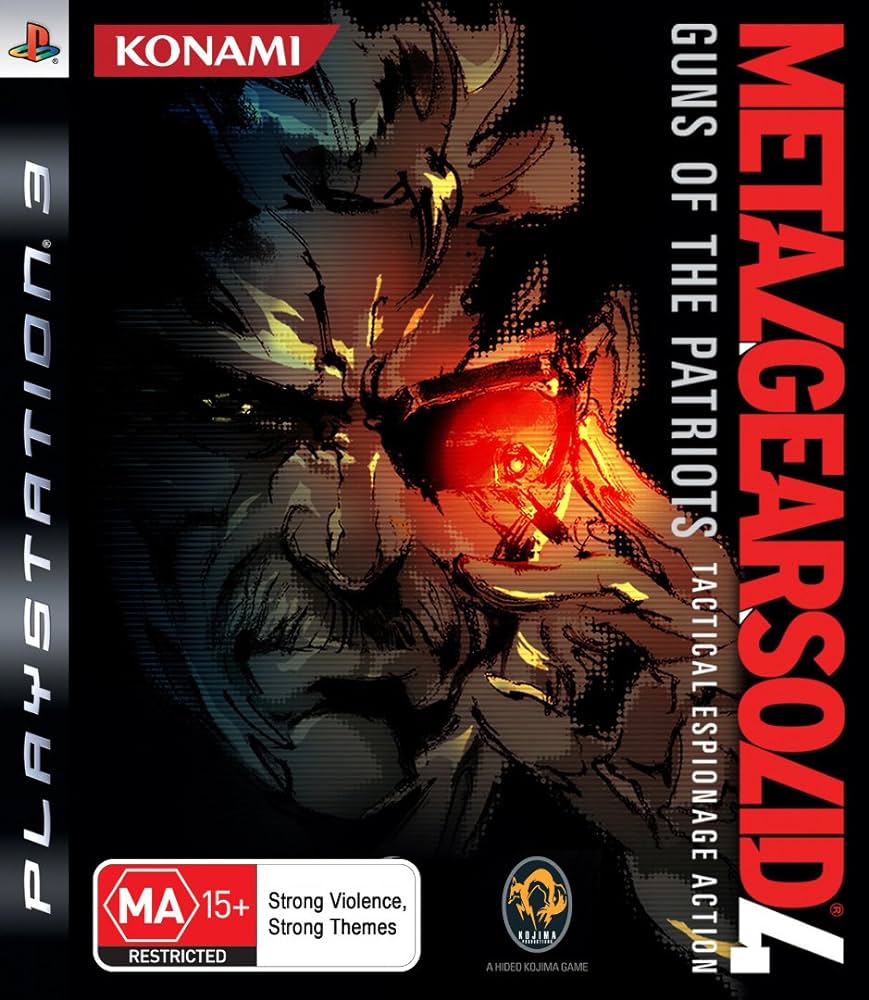 PLAYSTATION®3
KONAMI
METAL GEAR SOLID® 4
GUNS OF THE PATRIOTS
TACTICAL ESPIONAGE ACTION
MA 15+
RESTRICTED
Strong Violence,
Strong Themes
KOJIMA
PRODUCTIONS
A HIDEO KOJIMA GAME